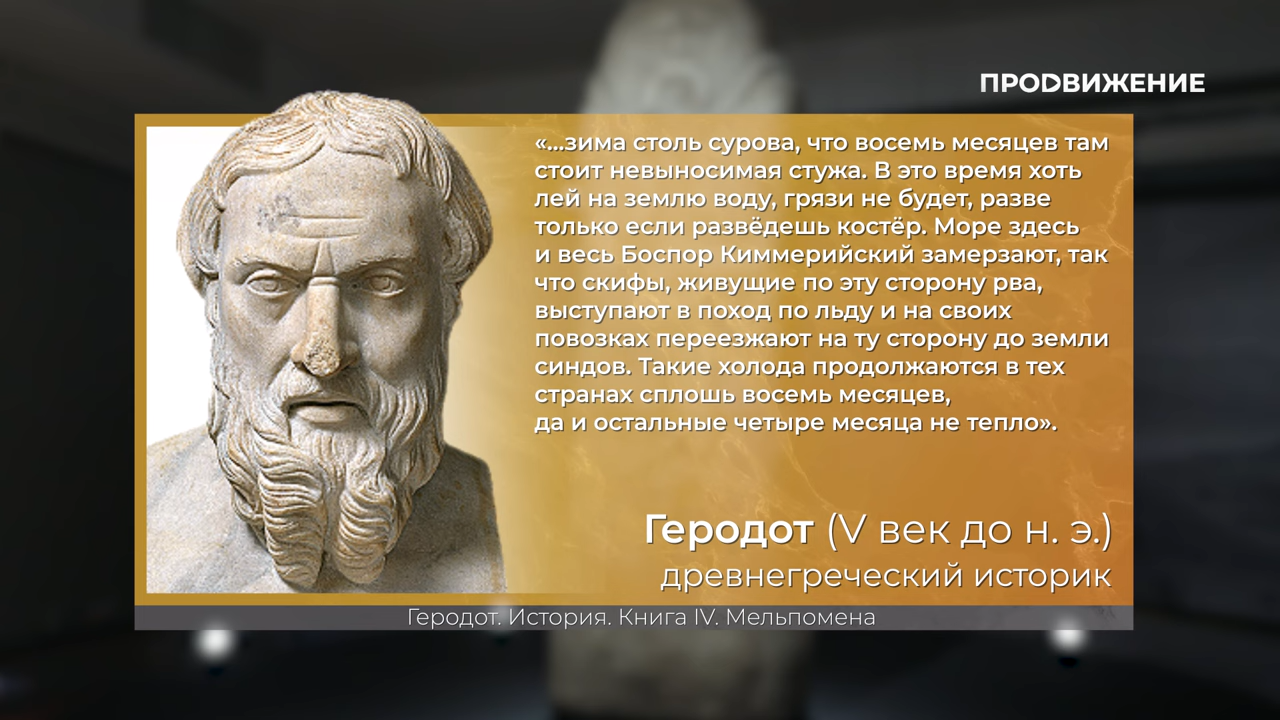 ПРОDВИЖЕНИЕ
«...зима столь сурова, что восемь месяцев там
стоит невыносимая стужа. В это время хоть
лей на землю воду, грязи не будет, разве
только если разведёшь костёр. Море здесь
и весь Боспор Киммерийский замерзают, так
что скифы, живущие по эту сторону рва,
выступают в поход по льду и на своих
повозках переезжают на ту сторону до земли
синдов. Такие холода продолжаются в тех
странах сплошь восемь месяцев,
да и остальные четыре месяца не тепло».
Геродот (V век до н. э.)
древнегреческий историк
Геродот. История. Книга IV. Мельпомена